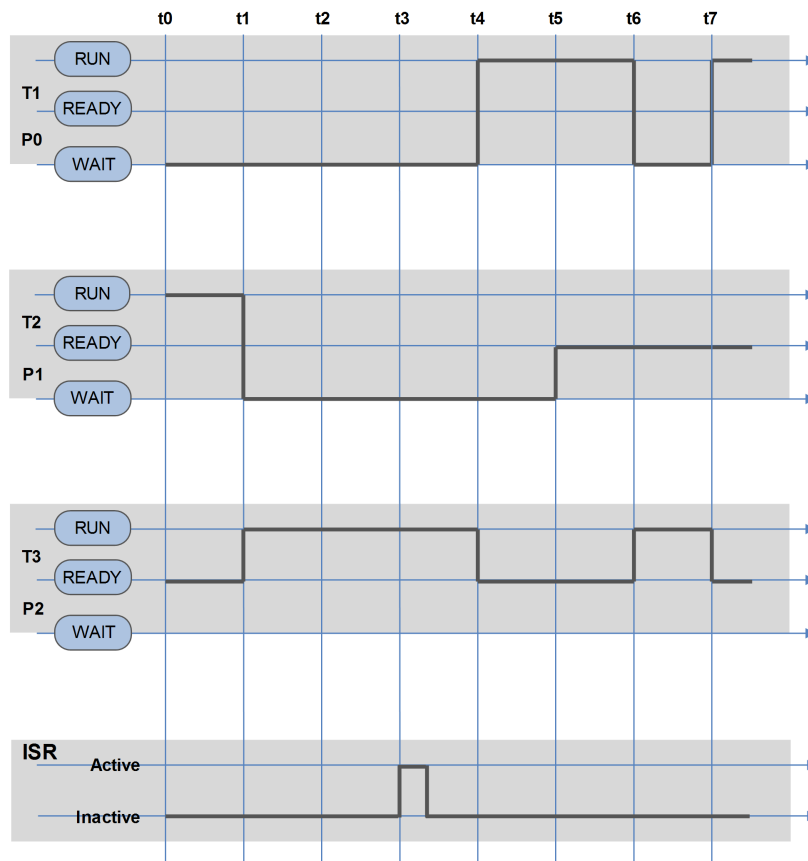 t0 t1 t2 t3 t4 t5 t6 t7
RUN
T1
READY
P0
WAIT
RUN
T2
READY
P1
WAIT
RUN
T3
READY
P2
WAIT
ISR
Active
Inactive